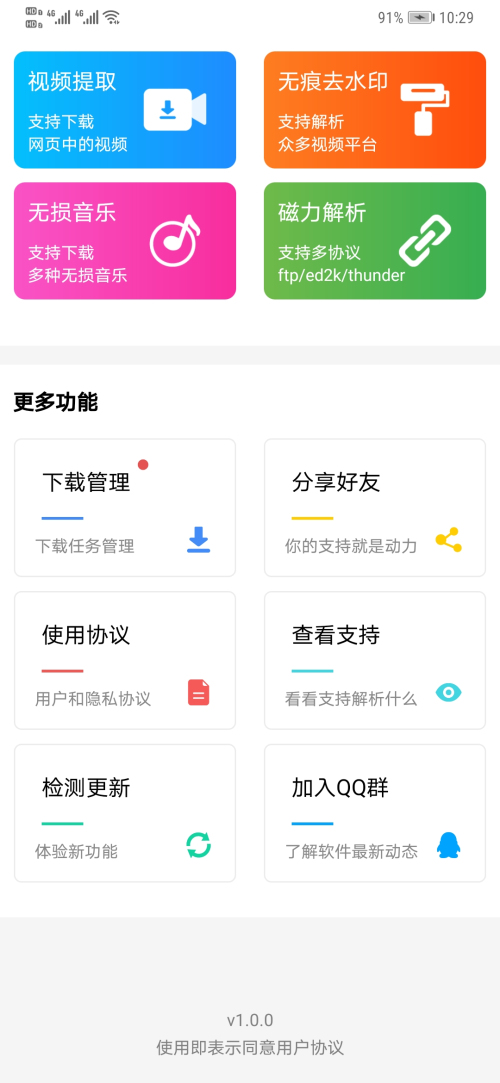 HD 1 4G 4G 91% 10:29
HD 2
视频提取
支持下载
网页中的视频
无痕去水印
支持解析
众多视频平台
无损音乐
支持下载
多种无损音乐
磁力解析
支持多协议
ftp/ed2k/thunder
更多功能
下载管理
下载任务管理
分享好友
你的支持就是动力
使用协议
用户和隐私协议
查看支持
看看支持解析什么
检测更新
体验新功能
加入QQ群
了解软件最新动态
v1.0.0
使用即表示同意用户协议